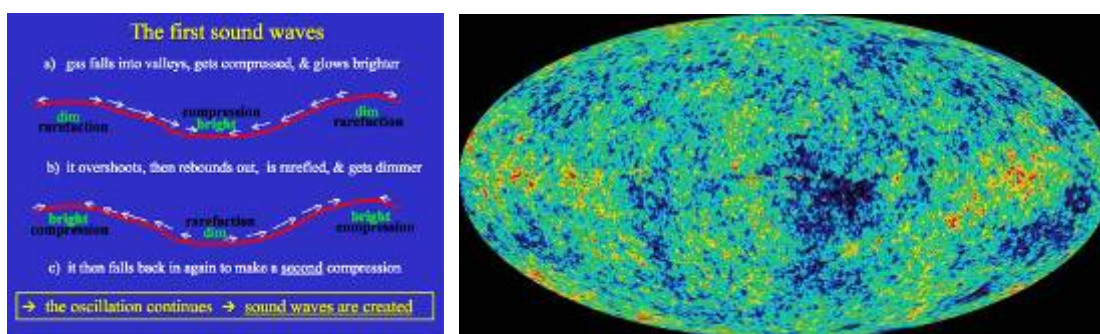 The first sound waves
a) gas falls into valleys, gets compressed, & glows brighter
compression
dim bright dim
rarefaction rarefaction
b) it overshoots, then rebounds out, is rarefied, & gets dimmer
bright rarefaction bright
compression dim compression
c) it then falls back in again to make a second compression
→ the oscillation continues → sound waves are created